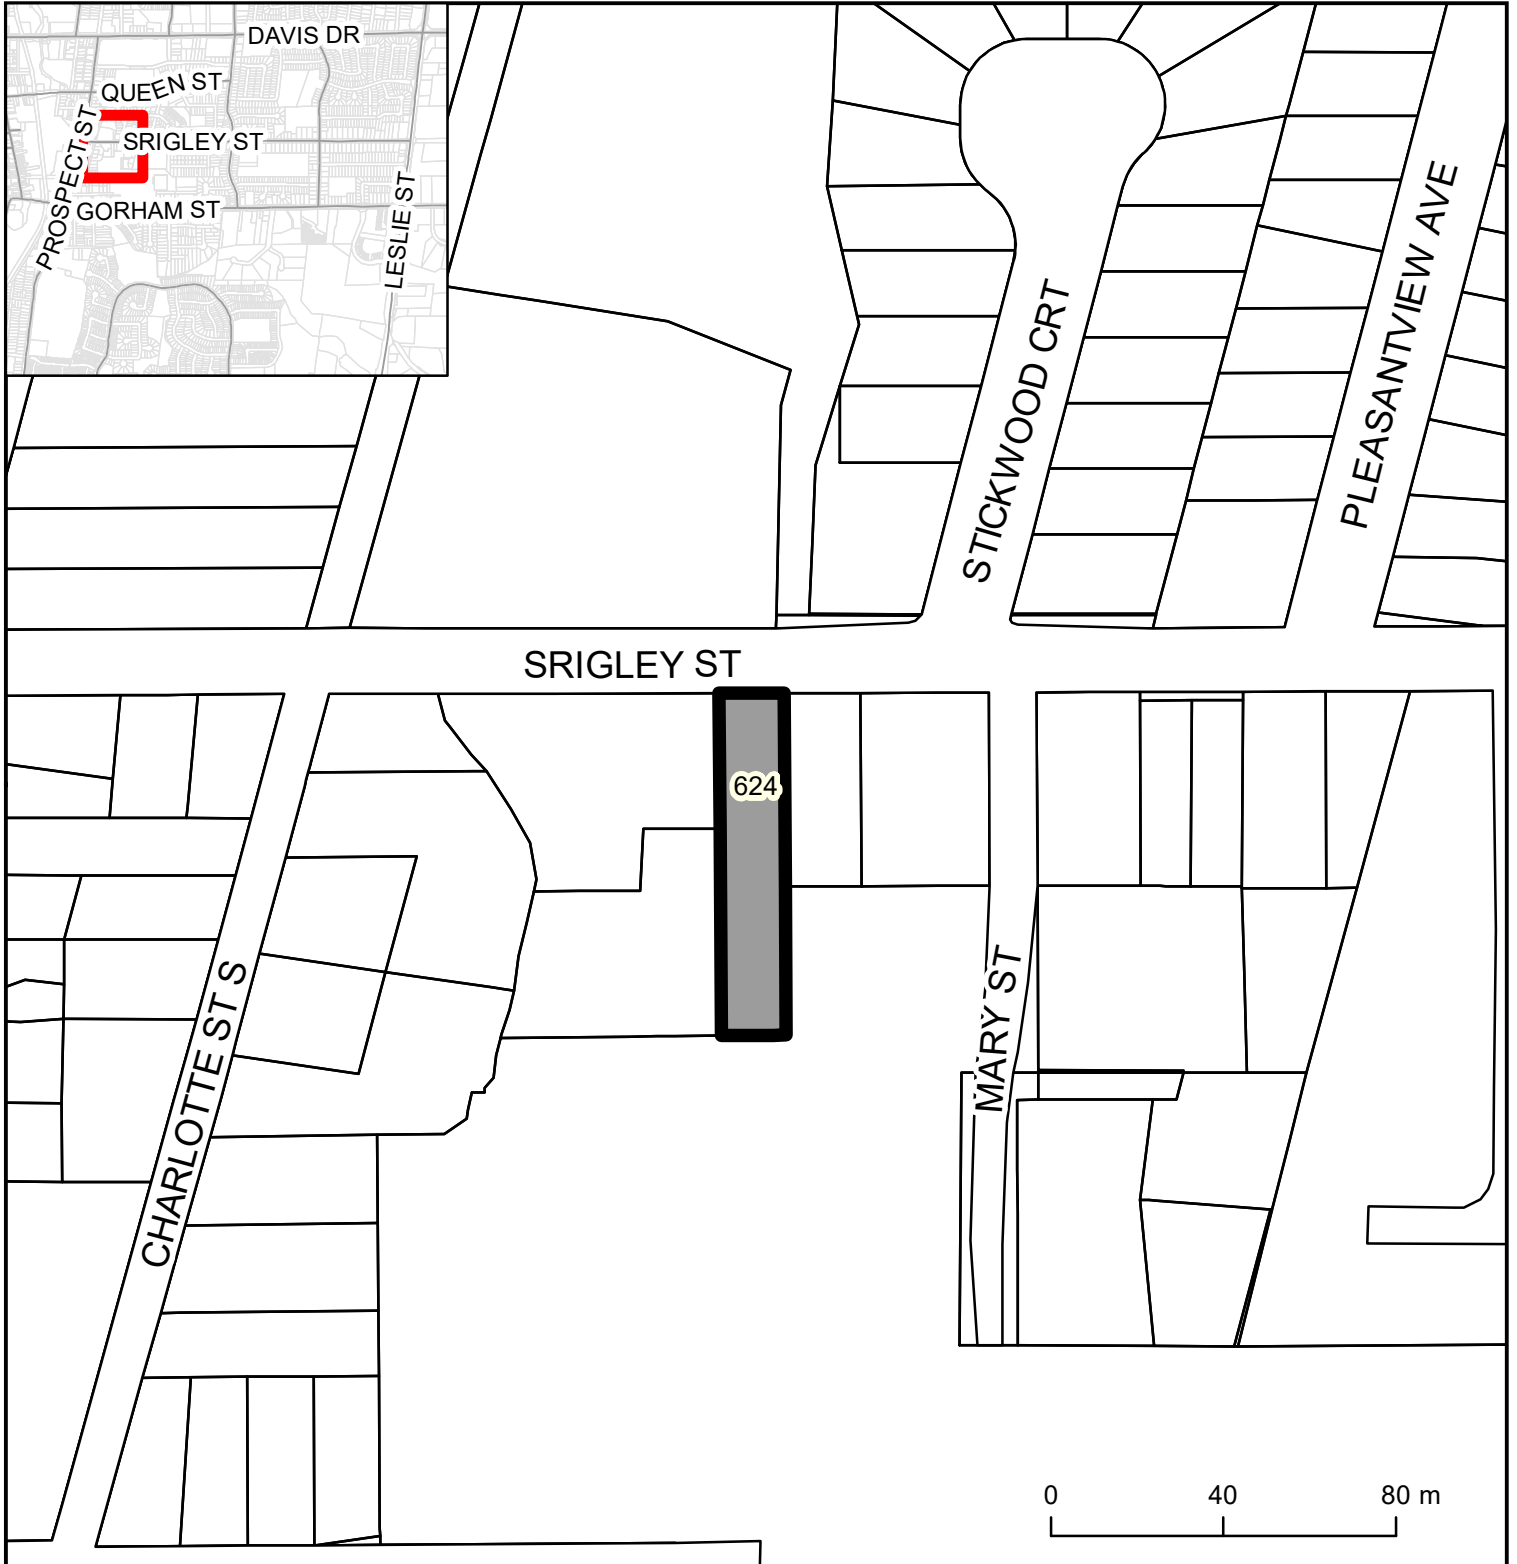 DAVIS DR
QUEEN ST
SRIGLEY ST
PROSPECT ST
GORHAM ST
LESLIE ST
STICKWOOD CRT
PLEASANTVIEW AVE
SRIGLEY ST
624
MARY ST
CHARLOTTE ST S
0 40 80 m